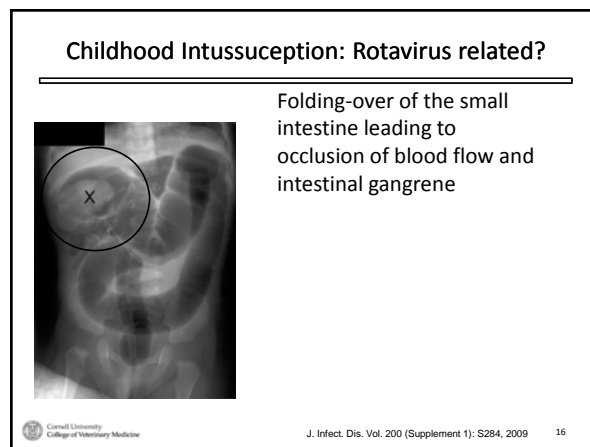 Childhood Intussuception: Rotavirus related?
Folding-over of the small
intestine leading to
occlusion of blood flow and
intestinal gangrene
X
Cornell University
College of Veterinary Medicine
J. Infect. Dis. Vol. 200 (Supplement 1): S284, 2009
16